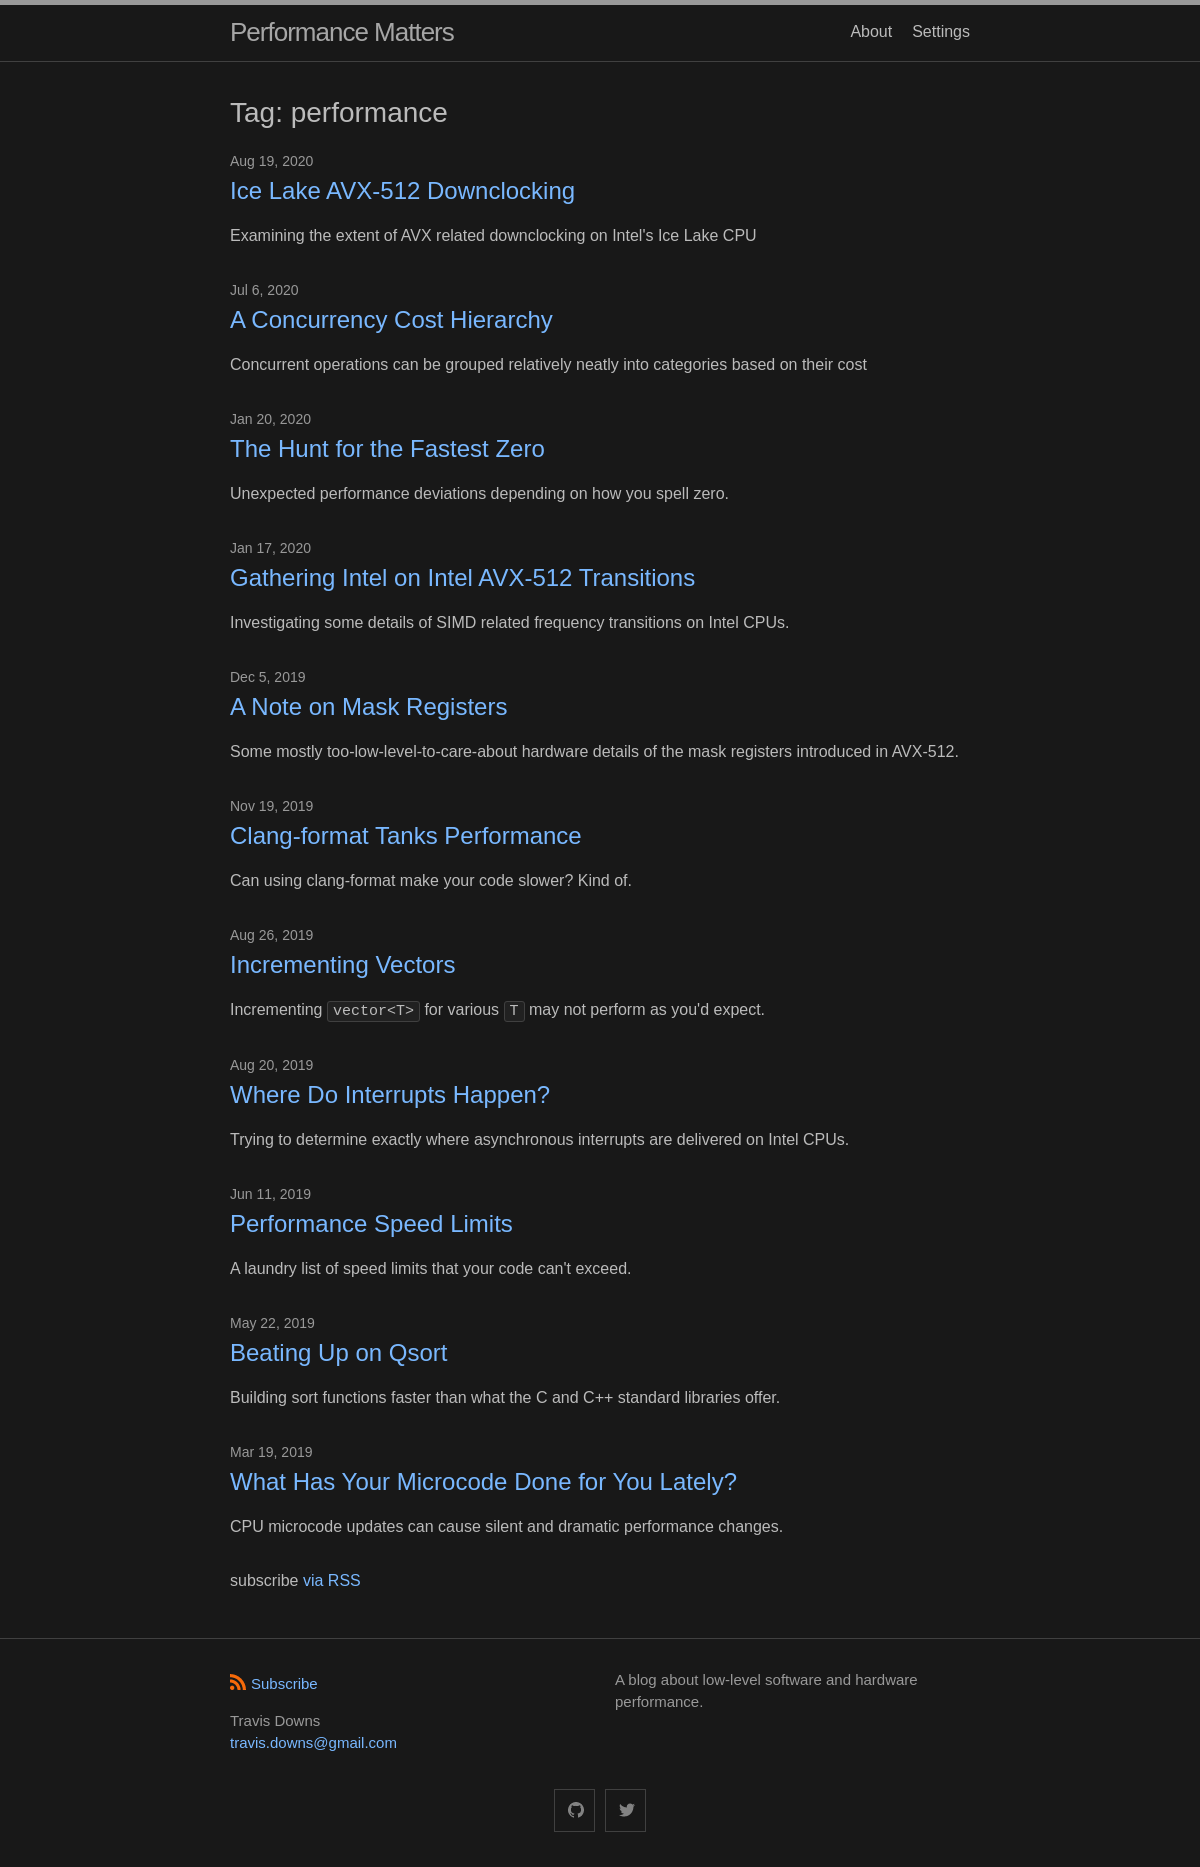 Performance Matters
About Settings
Tag: performance
Aug 19, 2020
Ice Lake AVX-512 Downclocking
Examining the extent of AVX related downclocking on Intel's Ice Lake CPU
Jul 6, 2020
A Concurrency Cost Hierarchy
Concurrent operations can be grouped relatively neatly into categories based on their cost
Jan 20, 2020
The Hunt for the Fastest Zero
Unexpected performance deviations depending on how you spell zero.
Jan 17, 2020
Gathering Intel on Intel AVX-512 Transitions
Investigating some details of SIMD related frequency transitions on Intel CPUs.
Dec 5, 2019
A Note on Mask Registers
Some mostly too-low-level-to-care-about hardware details of the mask registers introduced in AVX-512.
Nov 19, 2019
Clang-format Tanks Performance
Can using clang-format make your code slower? Kind of.
Aug 26, 2019
Incrementing Vectors
Incrementing vector<T> for various T may not perform as you'd expect.
Aug 20, 2019
Where Do Interrupts Happen?
Trying to determine exactly where asynchronous interrupts are delivered on Intel CPUs.
Jun 11, 2019
Performance Speed Limits
A laundry list of speed limits that your code can't exceed.
May 22, 2019
Beating Up on Qsort
Building sort functions faster than what the C and C++ standard libraries offer.
Mar 19, 2019
What Has Your Microcode Done for You Lately?
CPU microcode updates can cause silent and dramatic performance changes.
subscribe via RSS
Subscribe
Travis Downs
travis.downs@gmail.com
A blog about low-level software and hardware
performance.